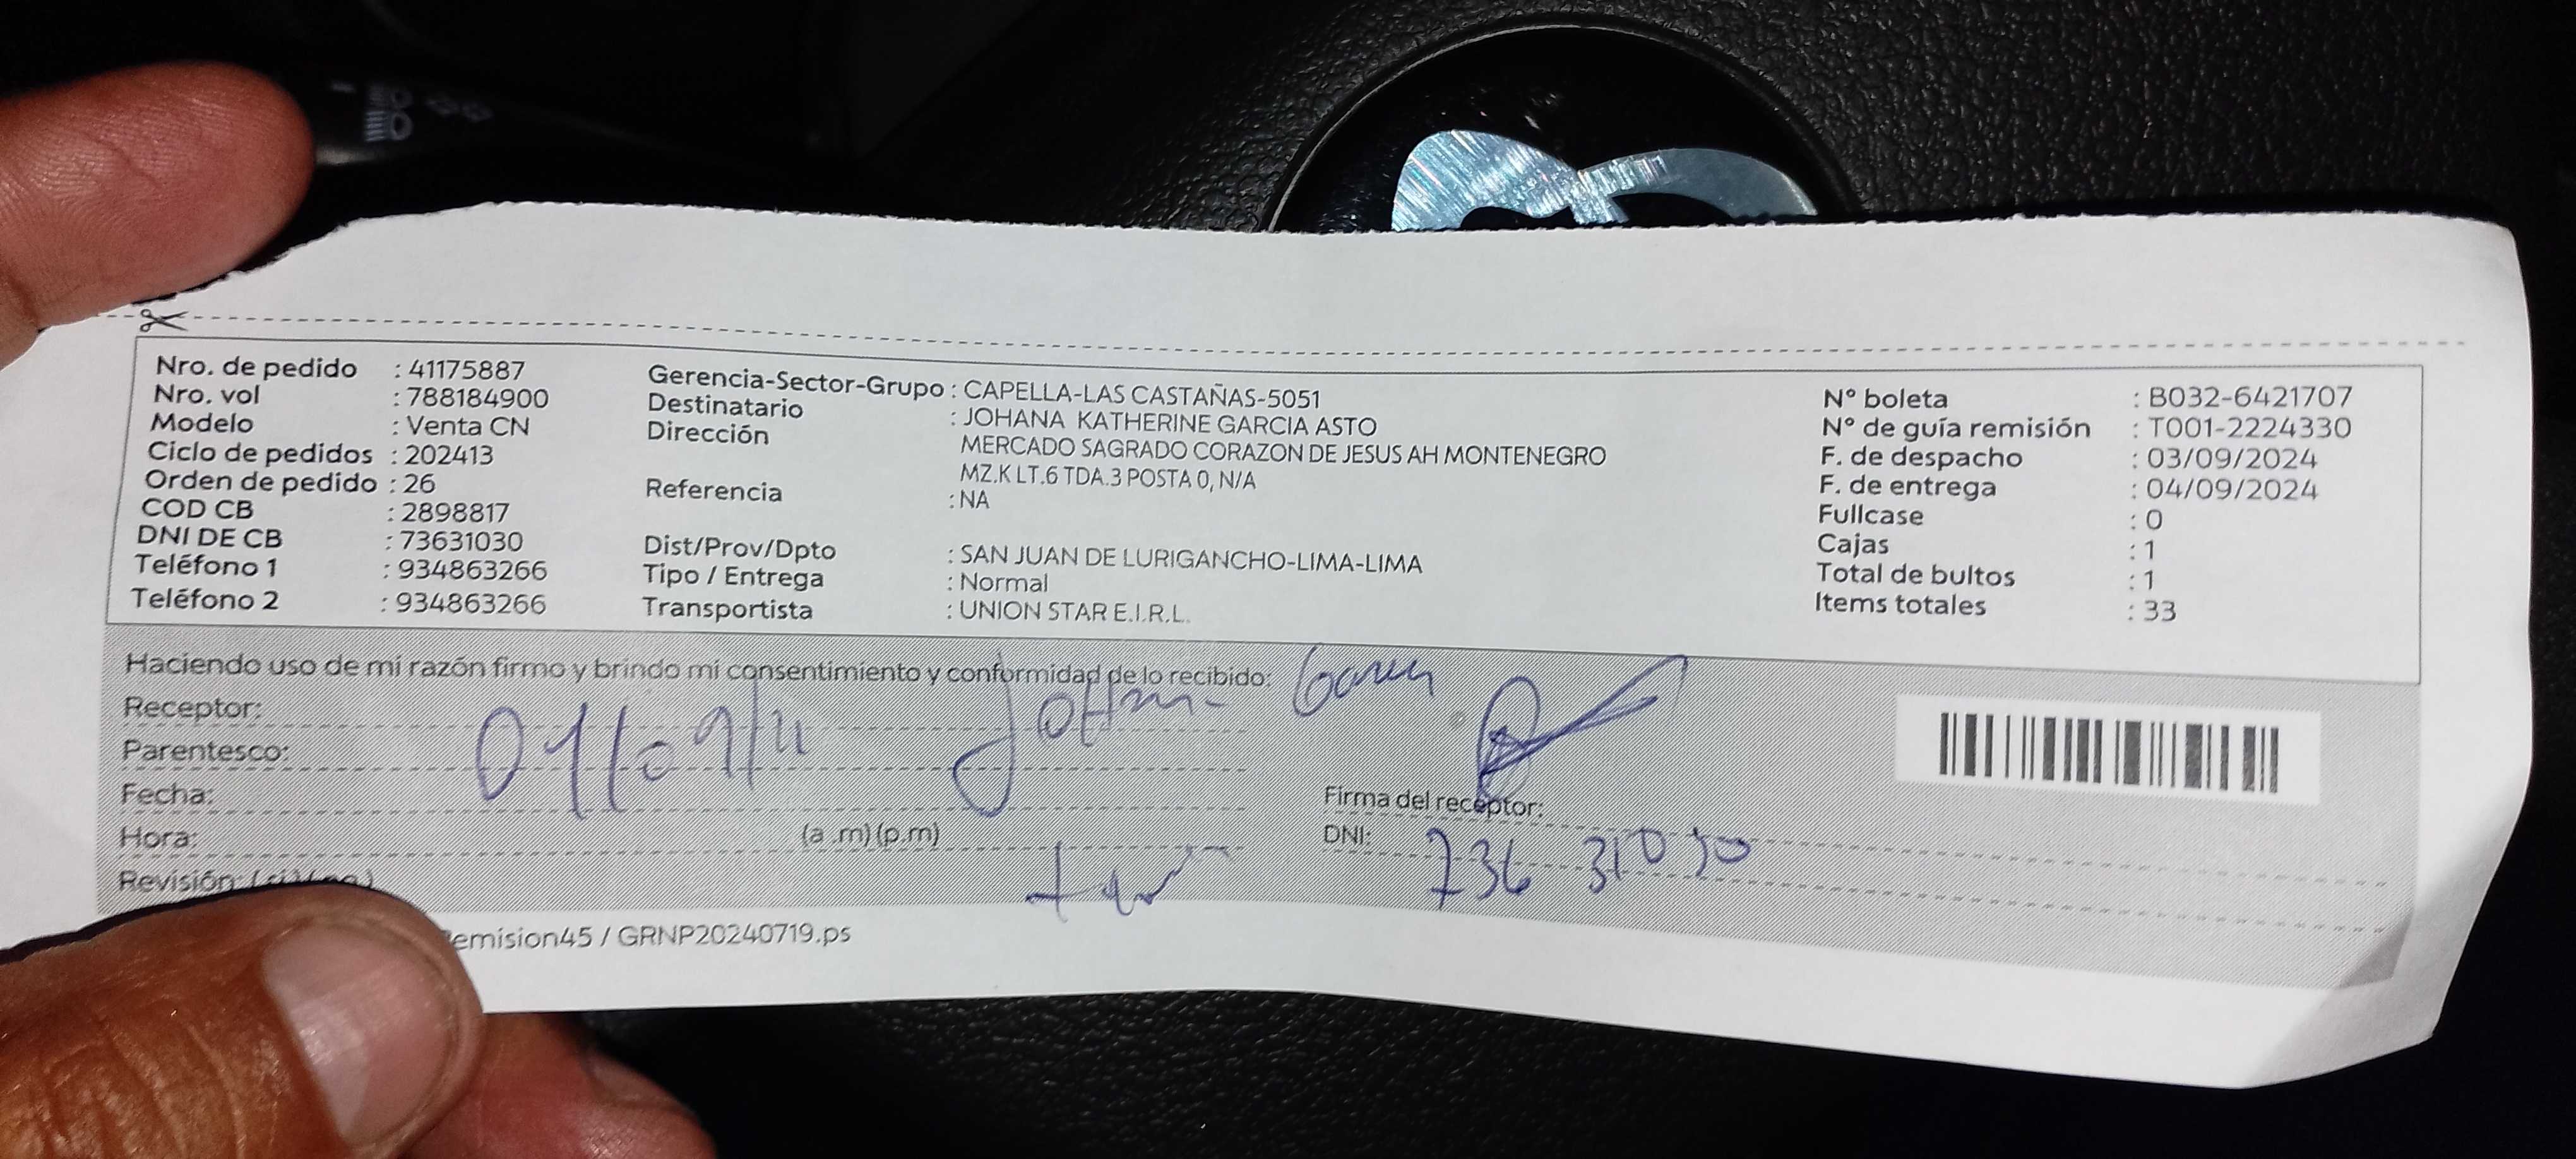 Nro. de pedido : 41175887
Nro. vol : 788184900
Modelo : Venta CN
Ciclo de pedidos : 202413
Orden de pedido : 26
COD CB : 2898817
DNI DE CB : 73631030
Teléfono 1 : 934863266
Teléfono 2 : 934863266
Gerencia-Sector-Grupo : CAPELLA-LAS CASTAÑAS-5051
Destinatario : JOHANA KATHERINE GARCIA ASTO
Dirección MERCADO SAGRADO CORAZON DE JESUS AH MONTENEGRO
MZ.K LT.6 TDA.3 POSTA 0, N/A
Referencia : NA
Dist/Prov/Dpto : SAN JUAN DE LURIGANCHO-LIMA-LIMA
Tipo / Entrega : Normal
Transportista : UNION STAR E.I.R.L.
N° boleta : B032-6421707
N° de guía remisión : T001-2224330
F. de despacho : 03/09/2024
F. de entrega : 04/09/2024
Fullcase : 0
Cajas : 1
Total de bultos : 1
Items totales : 33
Haciendo uso de mi razón firmo y brindo mi consentimiento y conformidad de lo recibido:
Receptor:
Parentesco:
Fecha:
Hora: (a .m) (p.m)
Revisión: ( si ) ( no )
Firma del receptor:
DNI: 736 31030
emision45 / GRNP20240719.ps